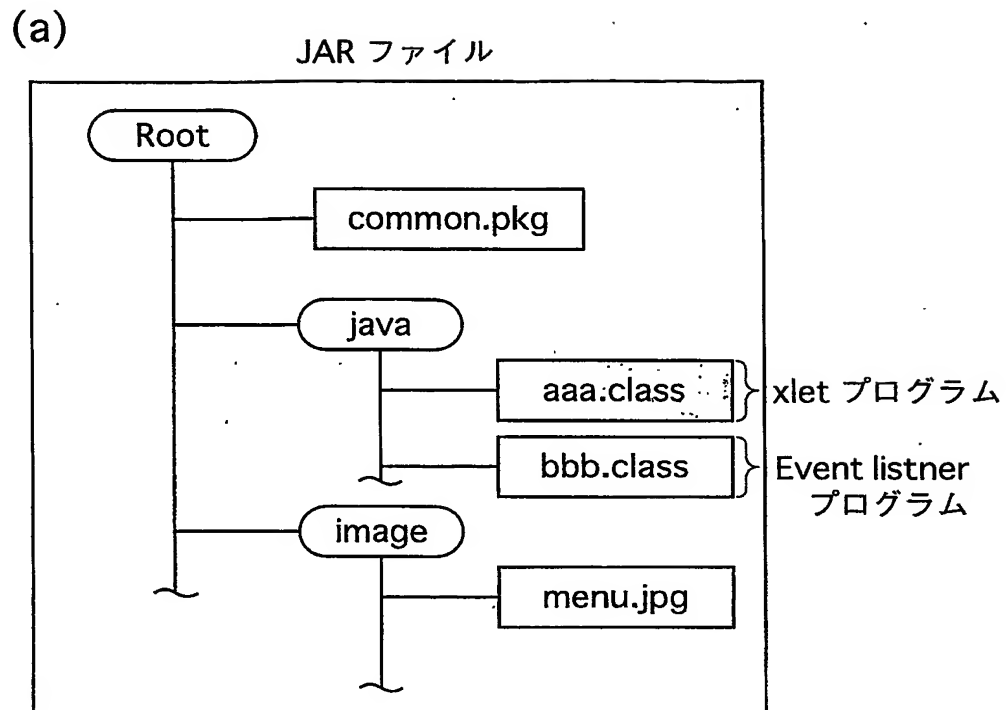 (a)
JAR ファイル
Root
common.pkg
java
aaa.class
xlet プログラム
bbb.class
Event listner
プログラム
image
menu.jpg